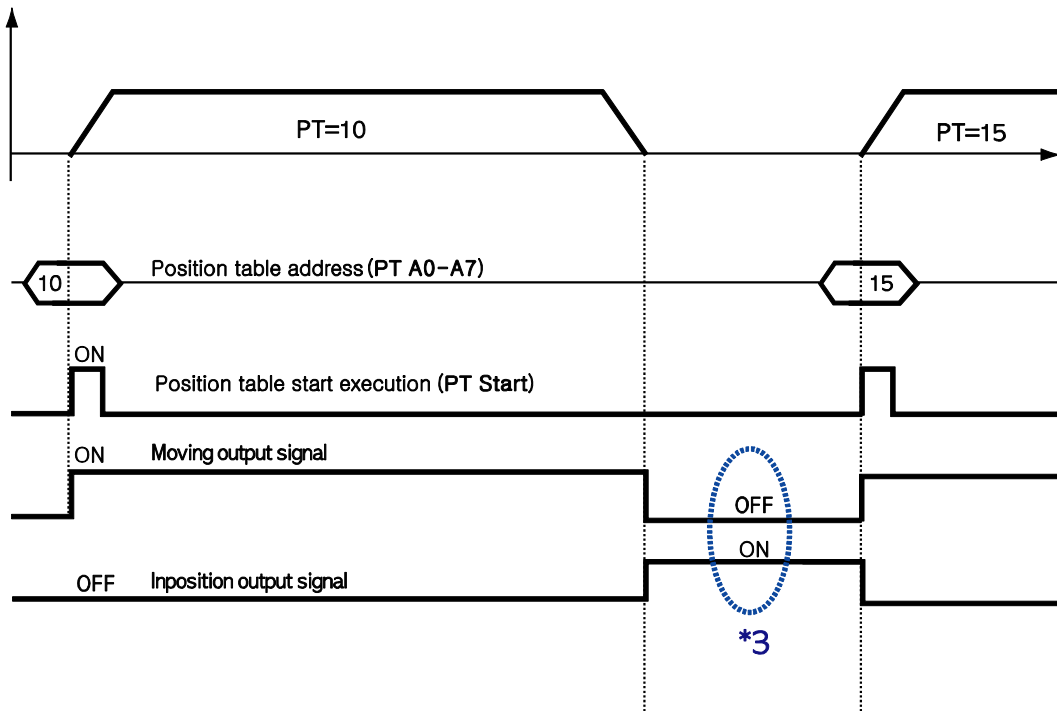 PT=10
PT=15
10
Position table address (PT A0-A7)
15
ON
Position table start execution (PT Start)
ON
Moving output signal
OFF
ON
OFF
Inposition output signal
*3